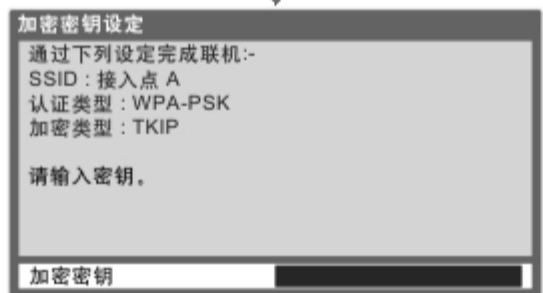 加密密钥设定
通过下列设定完成联机:-
SSID : 接入点 A
认证类型 : WPA-PSK
加密类型 : TKIP
请输入密钥。
加密密钥